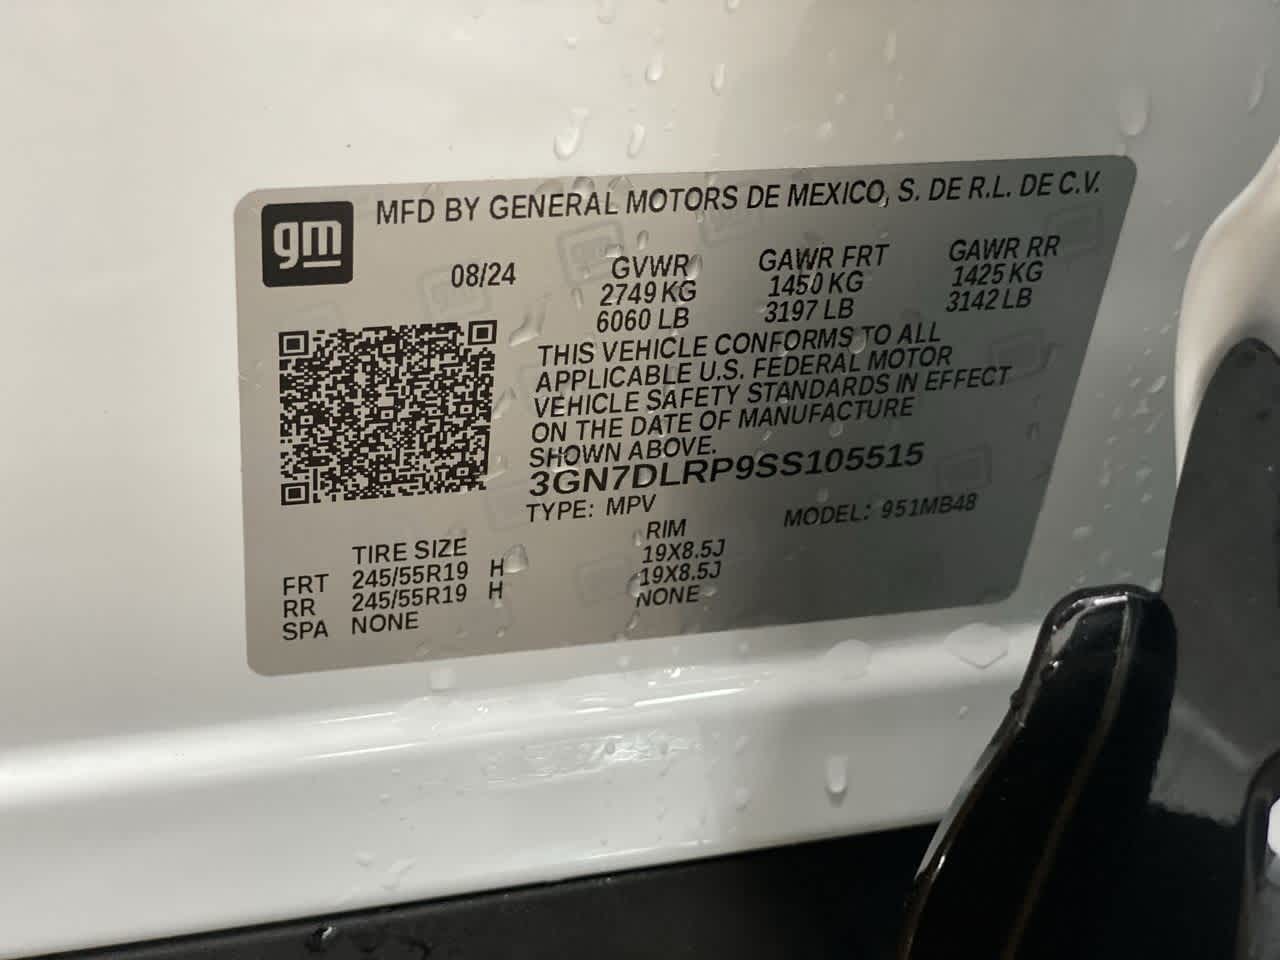 gm
MFD BY GENERAL MOTORS DE MEXICO, S. DE R.L. DE C.V.
08/24 GVWR GAWR FRT GAWR RR
2749 KG 1450 KG 1425 KG
6060 LB 3197 LB 3142 LB
THIS VEHICLE CONFORMS TO ALL
APPLICABLE U.S. FEDERAL MOTOR
VEHICLE SAFETY STANDARDS IN EFFECT
ON THE DATE OF MANUFACTURE
SHOWN ABOVE.
3GN7DLRP9SS105515
TYPE: MPV MODEL: 951MB48
TIRE SIZE RIM
FRT 245/55R19 H 19X8.5J
RR 245/55R19 H 19X8.5J
SPA NONE NONE